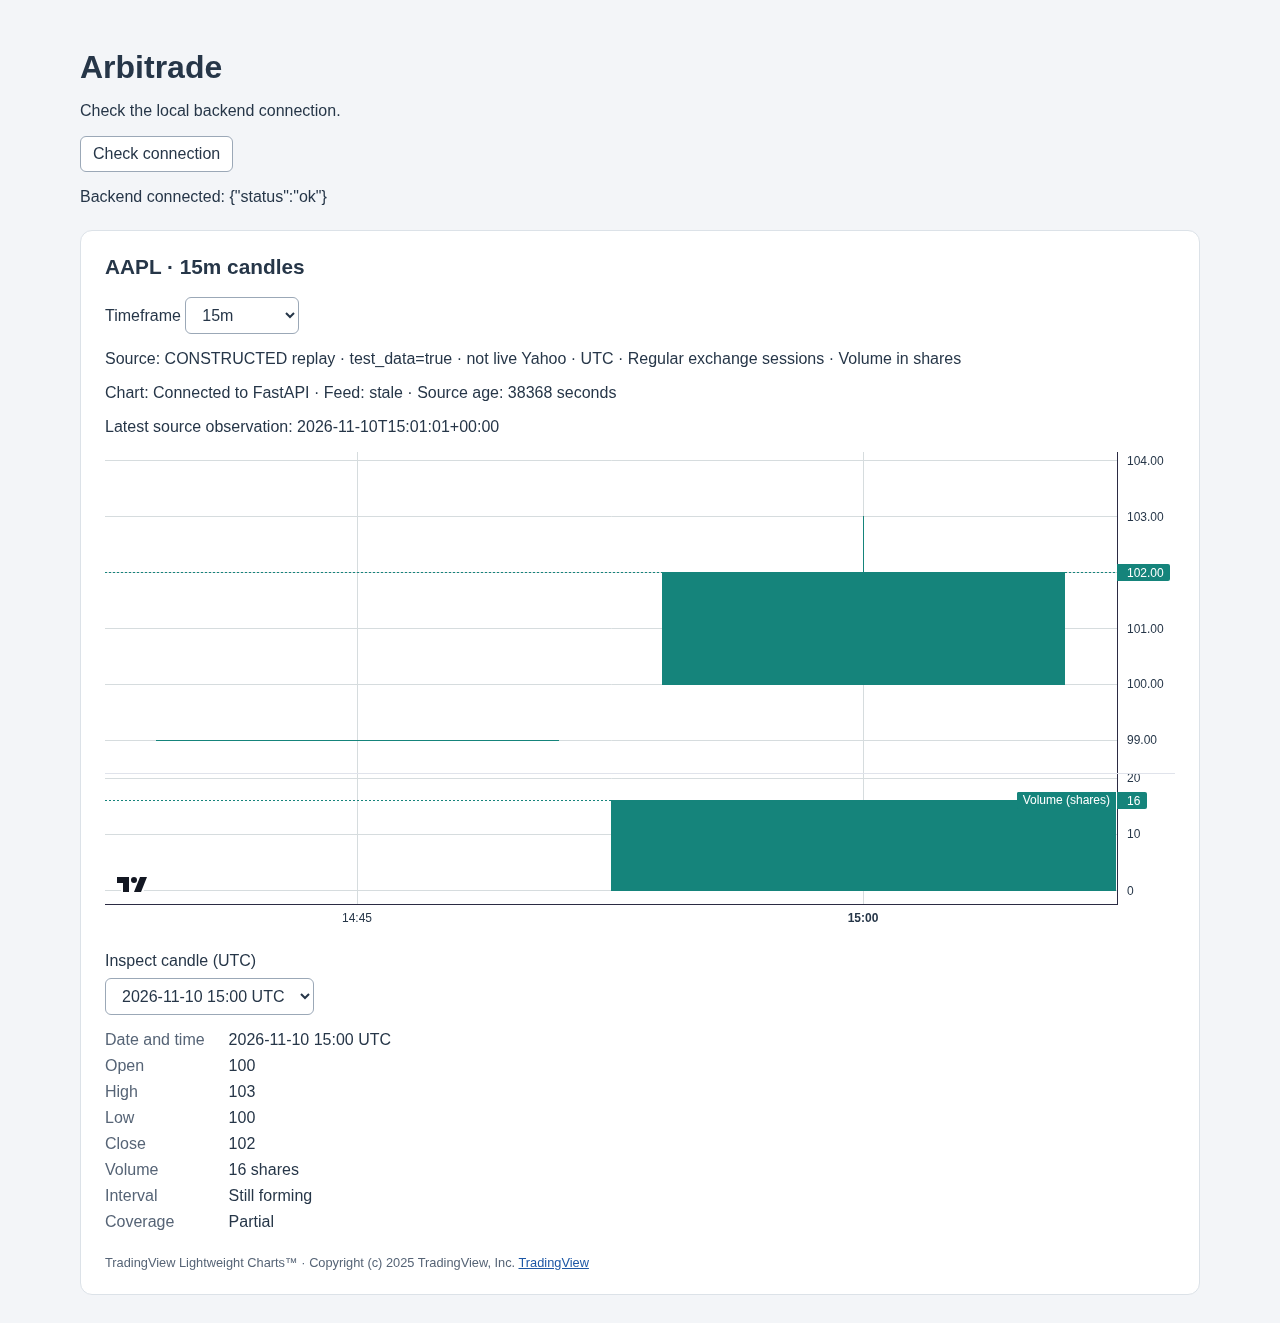 Arbitrade
Check the local backend connection.
Check connection
Backend connected: {"status":"ok"}
AAPL · 15m candles
Timeframe 15m
Source: CONSTRUCTED replay · test_data=true · not live Yahoo · UTC · Regular exchange sessions · Volume in shares
Chart: Connected to FastAPI · Feed: stale · Source age: 38368 seconds
Latest source observation: 2026-11-10T15:01:01+00:00
104.00
103.00
102.00
101.00
100.00
99.00
20
Volume (shares) 16
10
0
14:45 15:00
Inspect candle (UTC)
2026-11-10 15:00 UTC
Date and time 2026-11-10 15:00 UTC
Open 100
High 103
Low 100
Close 102
Volume 16 shares
Interval Still forming
Coverage Partial
TradingView Lightweight Charts™ · Copyright (c) 2025 TradingView, Inc. TradingView